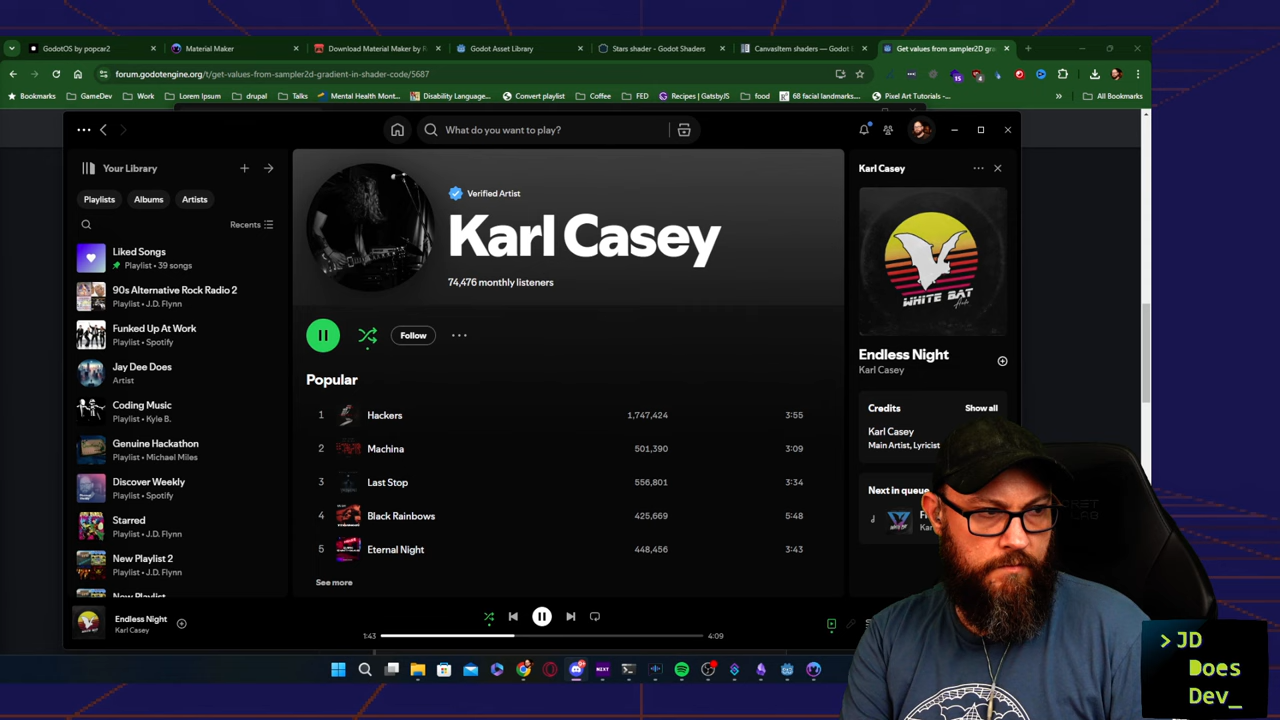 GodotOS by popcar2
Material Maker
Download Material Maker by R
Godot Asset Library
Stars shader - Godot Shaders
CanvasItem shaders — Godot E
Get values from sampler2D gra
forum.godotengine.org/t/get-values-from-sampler2d-gradient-in-shader-code/5687
Bookmarks
GameDev
Work
Lorem Ipsum
drupal
Talks
Mental Health Mont...
Disability Language...
Convert playlist
Coffee
FED
Recipes | GatsbyJS
food
68 facial landmarks...
Pixel Art Tutorials -...
All Bookmarks
What do you want to play?
Your Library
Playlists
Albums
Artists
Recents
Liked Songs
Playlist • 39 songs
90s Alternative Rock Radio 2
Playlist • J.D. Flynn
Funked Up At Work
Playlist • Spotify
Jay Dee Does
Artist
Coding Music
Playlist • Kyle B.
Genuine Hackathon
Playlist • Michael Miles
Discover Weekly
Playlist • Spotify
Starred
Playlist • J.D. Flynn
New Playlist 2
Playlist • J.D. Flynn
New Playlist
Verified Artist
Karl Casey
74,476 monthly listeners
Follow
Popular
1 Hackers 1,747,424 3:55
2 Machina 501,390 3:09
3 Last Stop 556,801 3:34
4 Black Rainbows 425,669 5:48
5 Eternal Night 448,456 3:43
See more
Karl Casey
WHITE BAT
Audio
Endless Night
Karl Casey
Credits
Show all
Karl Casey
Main Artist, Lyricist
Next in queue
Endless Night
Karl Casey
1:43
4:09
> JD
Does
Dev_